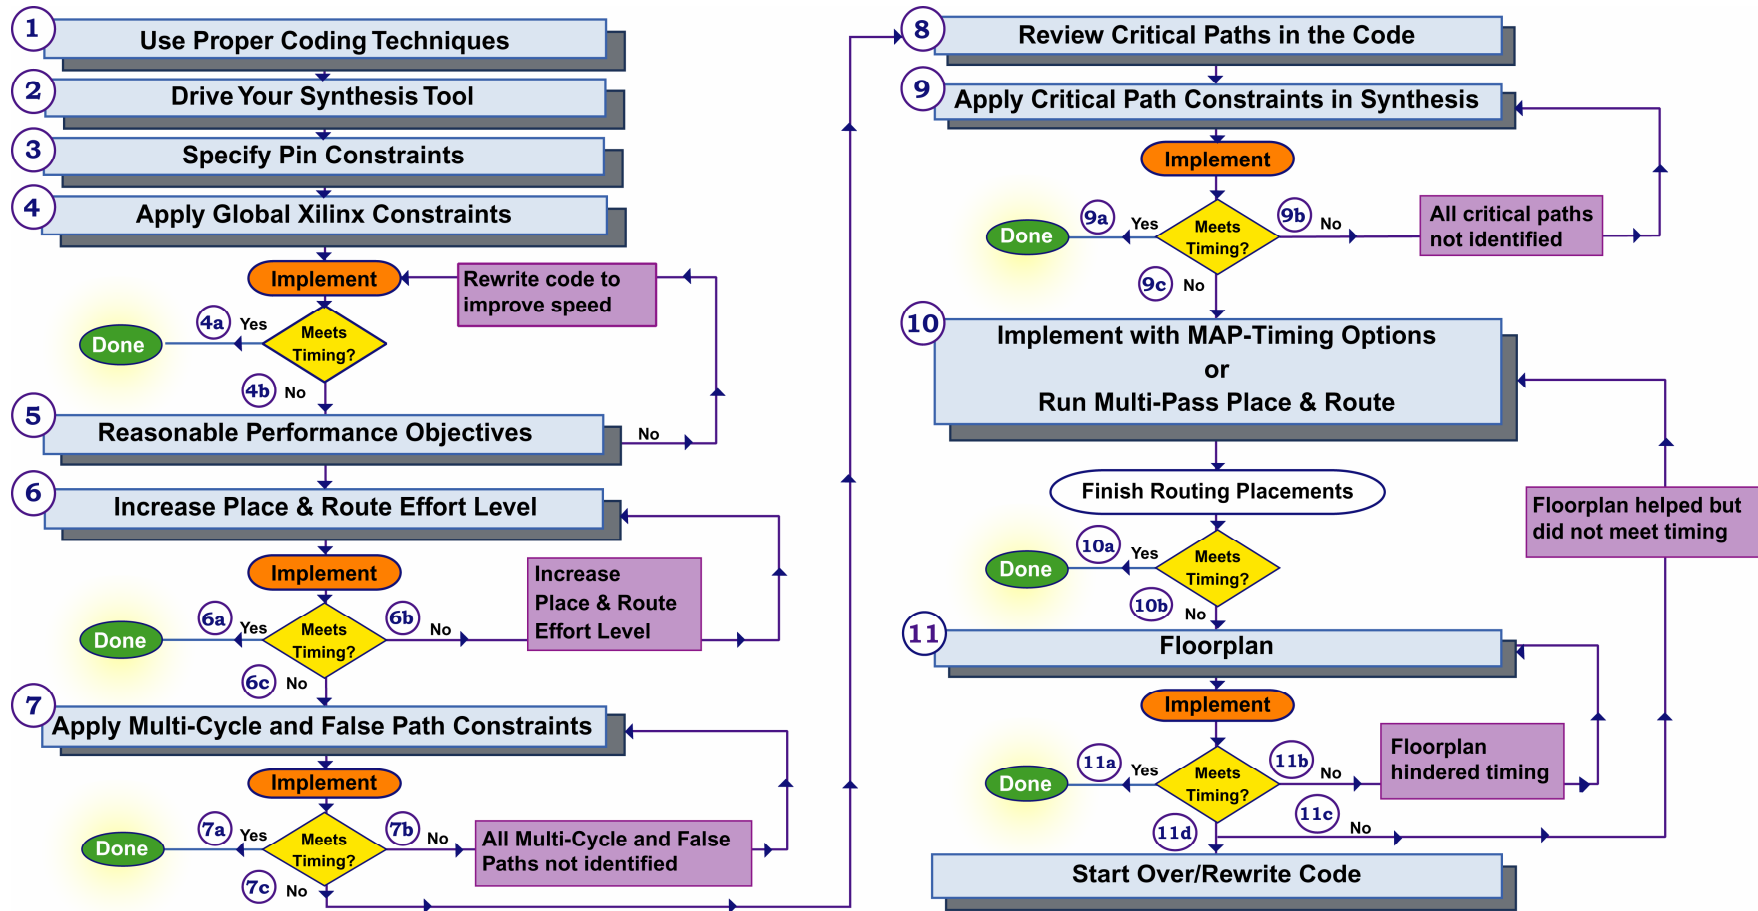 1
Use Proper Coding Techniques
2
Drive Your Synthesis Tool
3
Specify Pin Constraints
4
Apply Global Xilinx Constraints
Implement
Rewrite code to
improve speed
4a
Yes
Meets
Timing?
Done
4b
No
5
Reasonable Performance Objectives
No
6
Increase Place & Route Effort Level
Implement
Increase
Place & Route
Effort Level
6a
Yes
Meets
Timing?
6b
No
Done
6c
No
7
Apply Multi-Cycle and False Path Constraints
Implement
7a
Yes
Meets
Timing?
7b
No
All Multi-Cycle and False
Paths not identified
Done
7c
No
8
Review Critical Paths in the Code
9
Apply Critical Path Constraints in Synthesis
Implement
9a
Yes
Meets
Timing?
9b
No
All critical paths
not identified
Done
9c
No
10
Implement with MAP-Timing Options
or
Run Multi-Pass Place & Route
Finish Routing Placements
Floorplan helped but
did not meet timing
10a
Yes
Meets
Timing?
Done
10b
No
11
Floorplan
Implement
11a
Yes
Meets
Timing?
11b
No
Floorplan
hindered timing
Done
11c
No
11d
Start Over/Rewrite Code